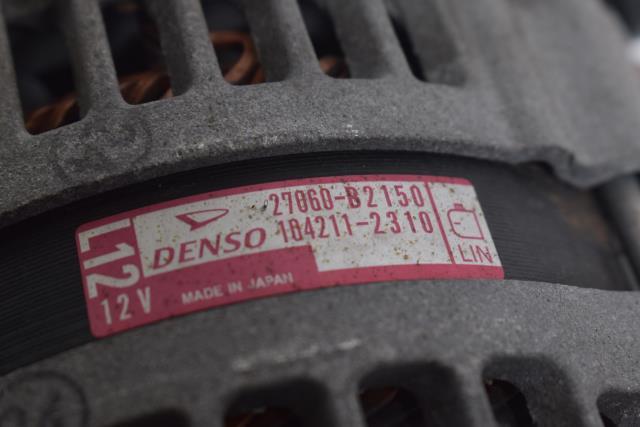 L12
12V
DENSO
27060-B2150
104211-2310
MADE IN JAPAN
LIN